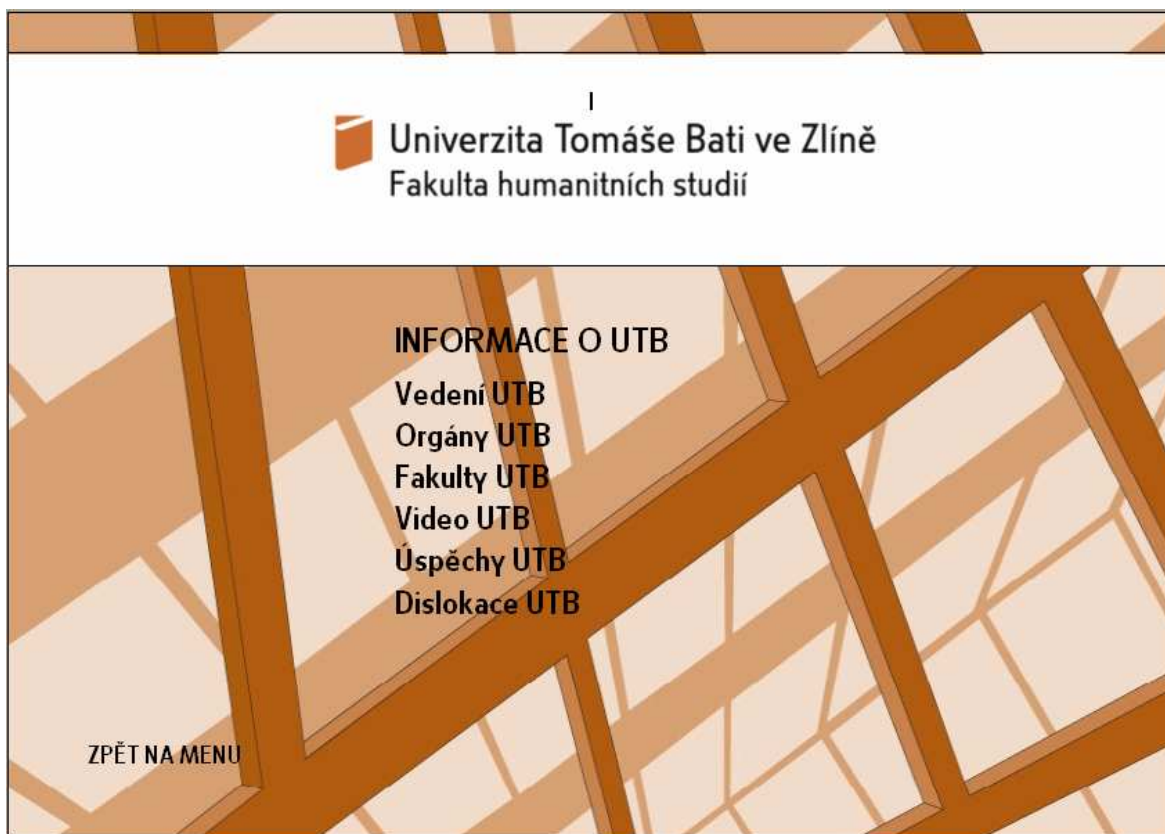 I
Univerzita Tomáše Bati ve Zlíně
Fakulta humanitních studií
INFORMACE O UTB
Vedení UTB
Orgány UTB
Fakulty UTB
Video UTB
Úspěchy UTB
Dislokace UTB
ZPĚT NA MENU